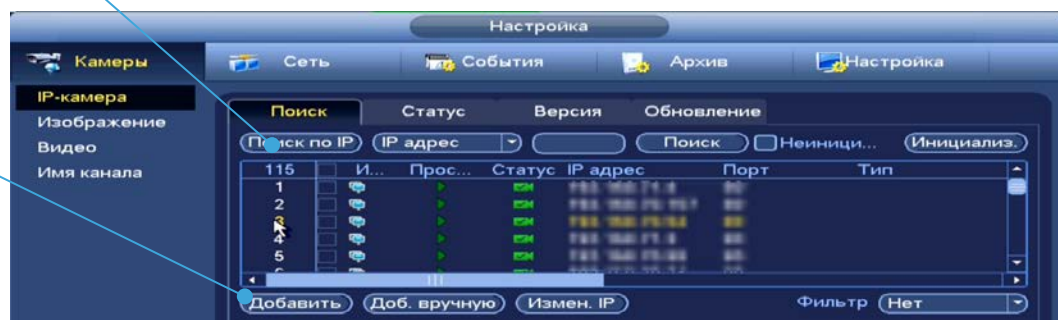 Настройка
Камеры Сеть События Архив Настройка
IP-камера
Изображение
Видео
Имя канала
Поиск Статус Версия Обновление
Поиск по IP IP адрес Поиск Неиници... Инициализ.
115 И... Прос... Статус IP адрес Порт Тип
1
2
3
4
5
Добавить Доб. вручную Измен. IP Фильтр Нет